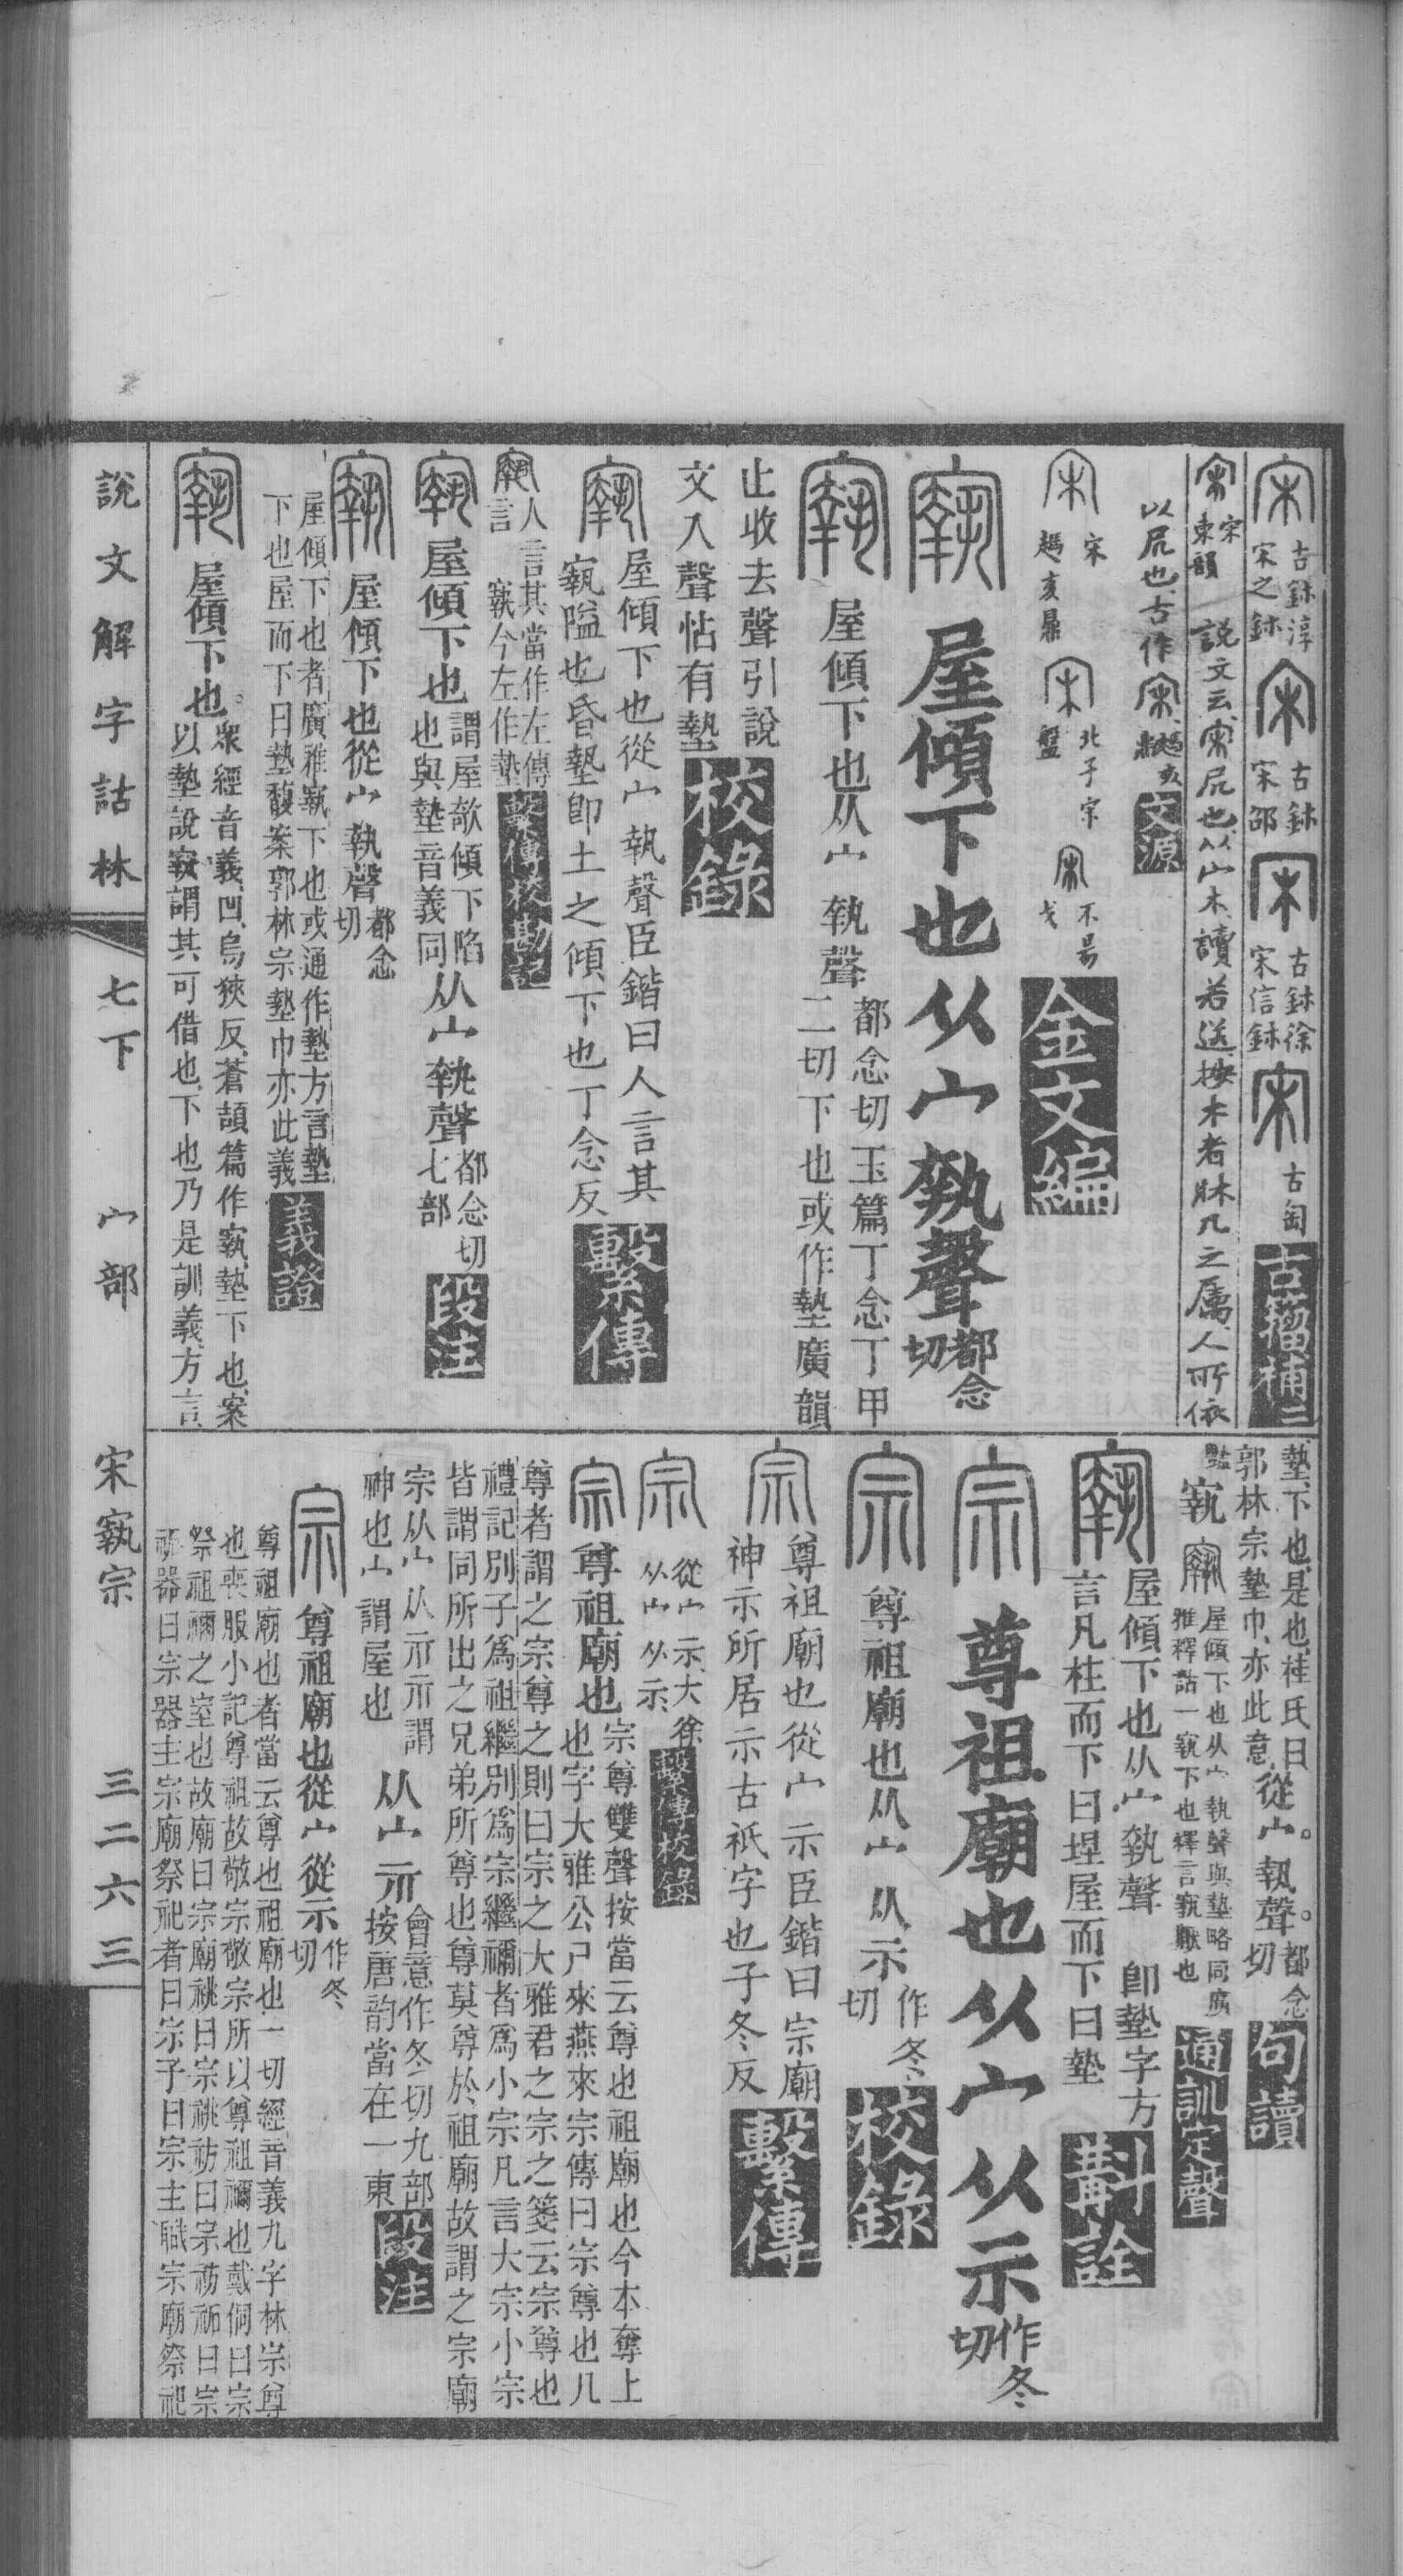 古鉢淳
宋之鉢
古鉢
宋邵
古鉢徐
宋信鉢
古匋
古籀補二
宋
東韻
說文云宋凥也从宀木讀若送按木者牀几之屬人所依
以凥也古作
趞亥鼎
文源
宋
趞亥鼎
北子宋
盤
不昜
戈
金文編
屋傾下也从宀執聲
都念
切
屋傾下也从宀執聲
都念切玉篇丁念丁甲
二切下也或作墊廣韻
止收去聲引說
文入聲怗有墊
校錄
屋傾下也從宀執聲臣鍇曰人言其
㝪隘也昏墊卽土之傾下也丁念反
繫傳
人言其當作左傳
言㝪今左作墊
繫傳校勘記
屋傾下也
謂屋欹傾下陷
也與墊音義同
从宀執聲
都念切
七部
段注
屋傾下也從宀執聲
都念
切
屋傾下也者廣雅㝪下也或通作墊方言墊
下也屋而下曰墊馥案郭林宗墊巾亦此義
義證
屋傾下也。
衆經音義凹烏狹反蒼頡篇作㝪墊下也案
以墊說㝪謂其可借也下也乃是訓義方言
墊下也是也桂氏曰
郭林宗墊巾亦此意
從宀。執聲。
都念
切
句讀
㝪
屋傾下也从宀執聲與墊略同廣
雅釋詁一㝪下也釋言㝪厭也
通訓定聲
屋傾下也从宀執聲 卽墊字方
言凡柱而下曰埕屋而下曰墊
斠詮
尊祖廟也从宀从示
作冬
切
尊祖廟也从宀从示
作冬
切
校錄
尊祖廟也從宀示臣鍇曰宗廟
神示所居示古祇字也子冬反
繫傳
從宀示大徐
从宀从示
繫傳校錄
尊祖廟也
宗尊雙聲按當云尊也祖廟也今本奪上
也字大雅公尸來燕來宗傳曰宗尊也凡
尊者謂之宗尊之則曰宗之大雅君之宗之箋云宗尊也
禮記別子爲祖繼別爲宗繼禰者爲小宗凡言大宗小宗
皆謂同所出之兄弟所尊也尊莫尊於祖廟故謂之宗廟
宗从宀从示示謂
神也宀謂屋也
从宀示
會意作冬切九部
按唐韵當在一東
段注
尊祖廟也從宀從示
作冬
切
尊祖廟也者當云尊也祖廟也一切經音義九字林宗尊
也喪服小記尊祖故敬宗敬宗所以尊祖禰也戴侗曰宗
祭祖禰之室也故廟曰宗廟祧曰宗祧祊曰宗祊祏曰宗
祏器曰宗器主宗廟祭祀者曰宗子曰宗主職宗廟祭祀
說文解字詁林
七下
宀部
宋㝪宗
三二六三